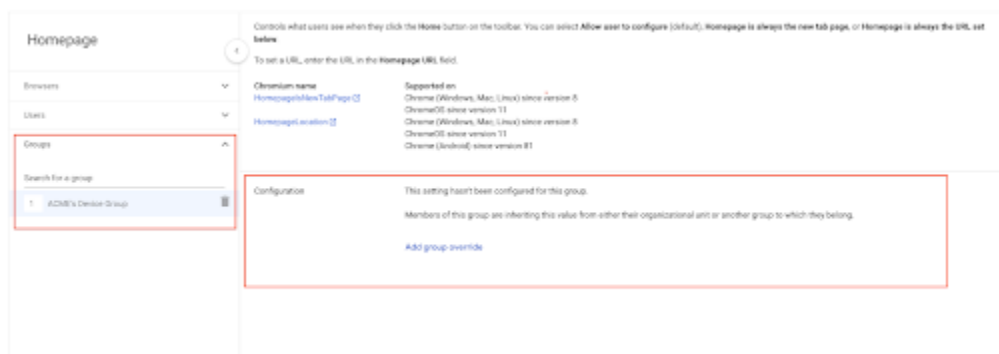 Homepage
Browsers
Users
Groups
Search for a group
1 ACME's Device Group
Controls what users see when they click the Home button on the toolbar. You can select Allow user to configure (default), Homepage is always the new tab page, or Homepage is always the URL set
below.
To set a URL, enter the URL in the Homepage URL field.
Chromium name Supported on
HomepageIsNewTabPage Chrome (Windows, Mac, Linux) since version 8
ChromeOS since version 11
HomepageLocation Chrome (Windows, Mac, Linux) since version 8
ChromeOS since version 11
Chrome (Android) since version 81
Configuration This setting hasn't been configured for this group.
Members of this group are inheriting this value from either their organizational unit or another group to which they belong.
Add group override